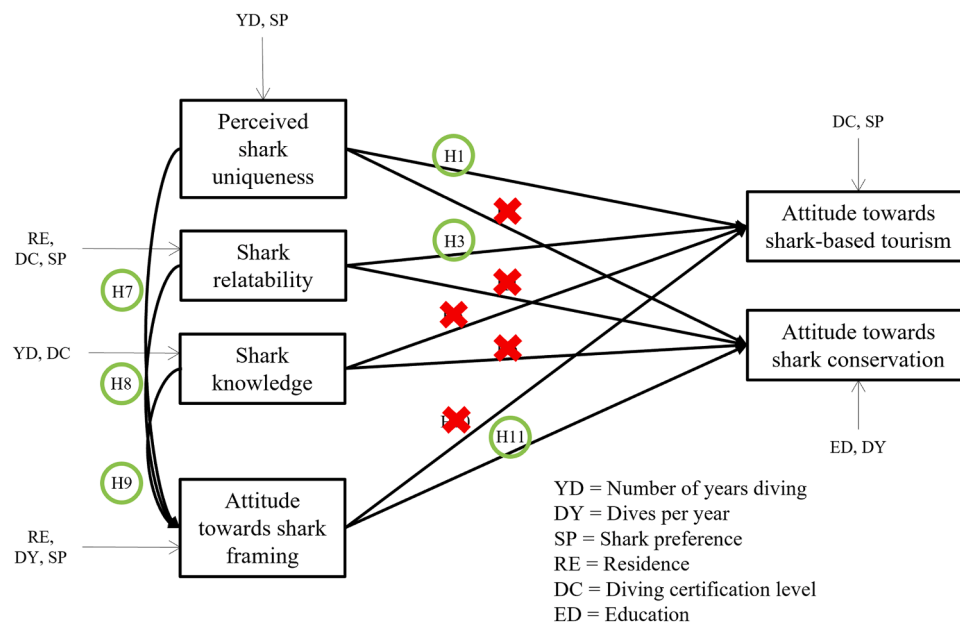 YD, SP
Perceived
shark
uniqueness
H1
DC, SP
Attitude towards
shark-based tourism
RE,
DC, SP
Shark
relatability
H3
H7
Attitude towards
shark conservation
YD, DC
Shark
knowledge
H8
ED, DY
H11
H9
Attitude
towards shark
framing
RE,
DY, SP
YD = Number of years diving
DY = Dives per year
SP = Shark preference
RE = Residence
DC = Diving certification level
ED = Education